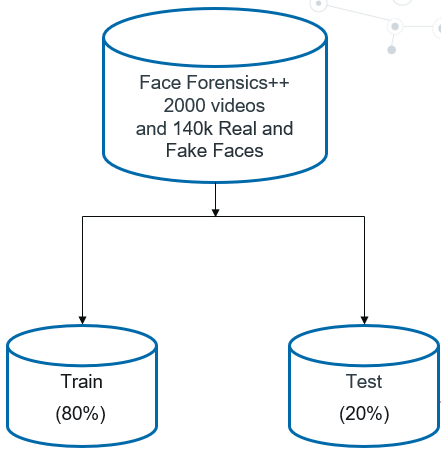 Face Forensics++
2000 videos
and 140k Real and
Fake Faces
Train
(80%)
Test
(20%)